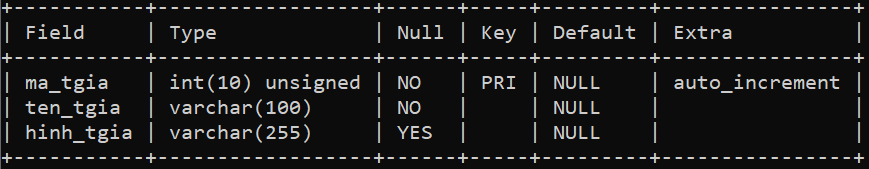 +-----------+------------------+------+-----+---------+----------------+
| Field     | Type             | Null | Key | Default | Extra          |
+-----------+------------------+------+-----+---------+----------------+
| ma_tgia   | int(10) unsigned | NO   | PRI | NULL    | auto_increment |
| ten_tgia  | varchar(100)     | NO   |     | NULL    |                |
| hinh_tgia | varchar(255)     | YES  |     | NULL    |                |
+-----------+------------------+------+-----+---------+----------------+